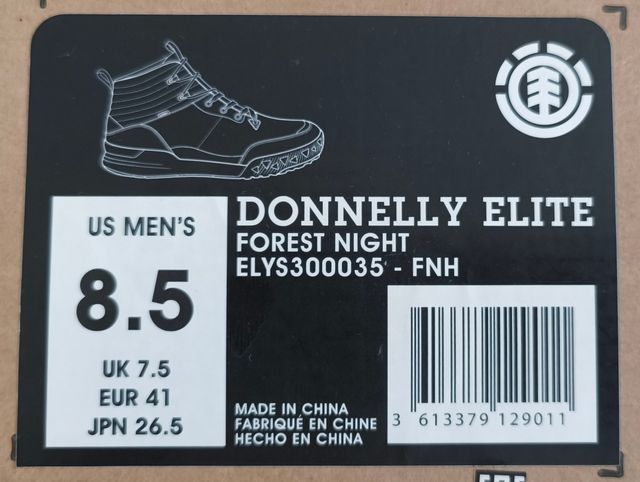 DONNELLY ELITE
FOREST NIGHT
ELYS300035 - FNH
US MEN'S
8.5
UK 7.5
EUR 41
JPN 26.5
MADE IN CHINA
FABRIQUÉ EN CHINE
HECHO EN CHINA
3 613379 129011